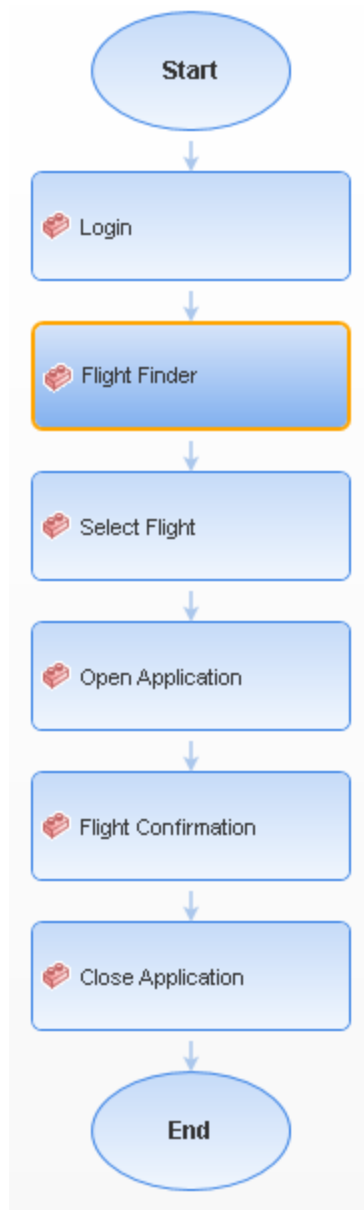 Start
Login
Flight Finder
Select Flight
Open Application
Flight Confirmation
Close Application
End